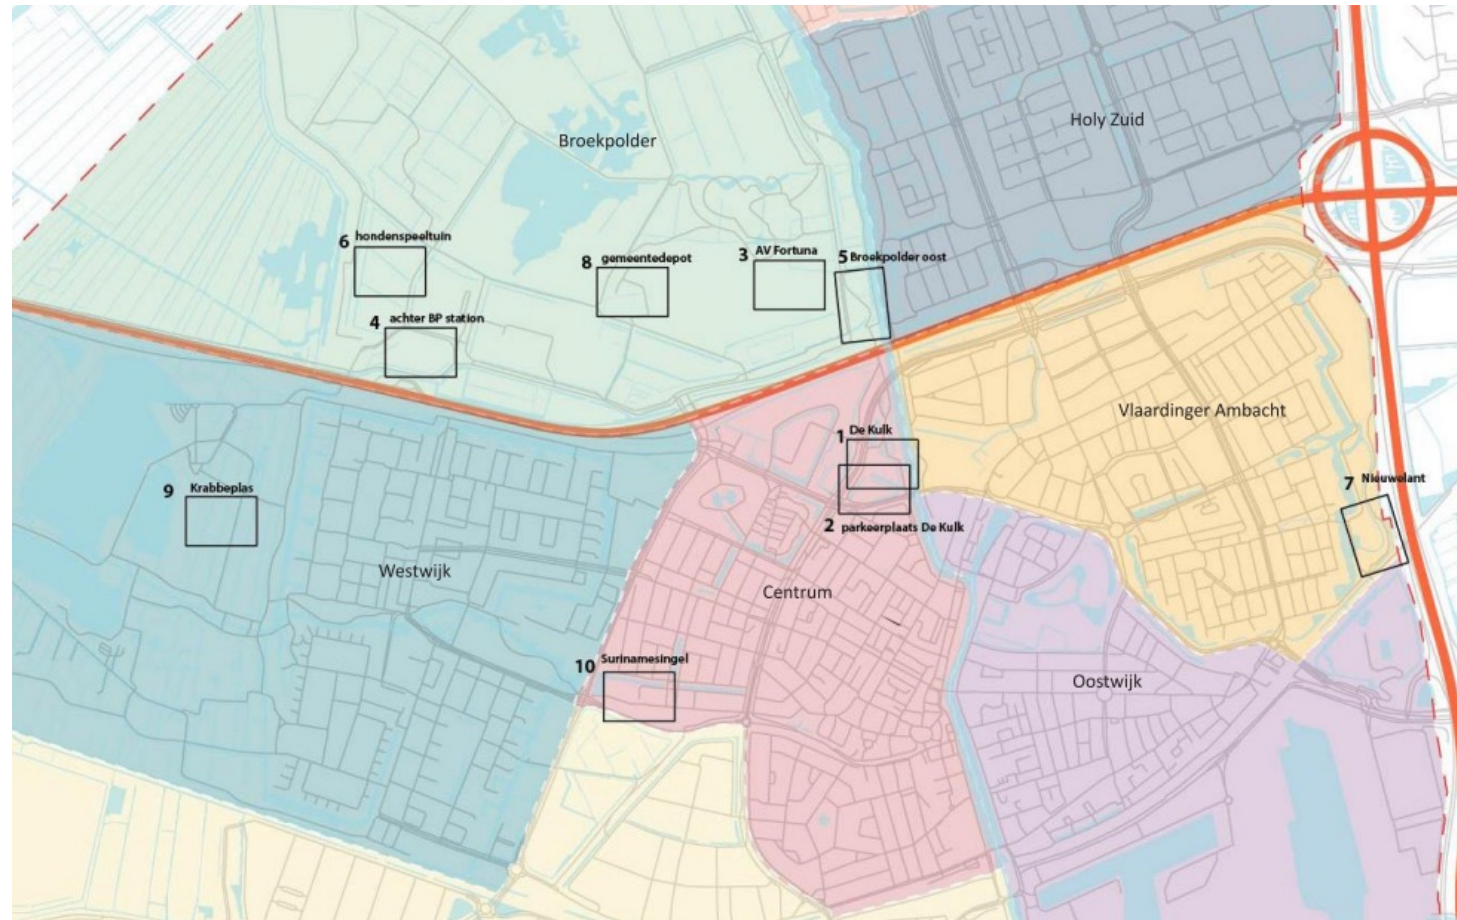 Holy Zuid
Broekpolder
6 hondenspeeltuin
8 gemeentedepot
3 AV Fortuna
5 Broekpolder oost
4 achter BP station
Vlaardinger Ambacht
1 De Kulk
9 Krabbeplas
7 Nieuwelant
2 parkeerplaats De Kulk
Westwijk
Centrum
10 Surinamesingel
Oostwijk